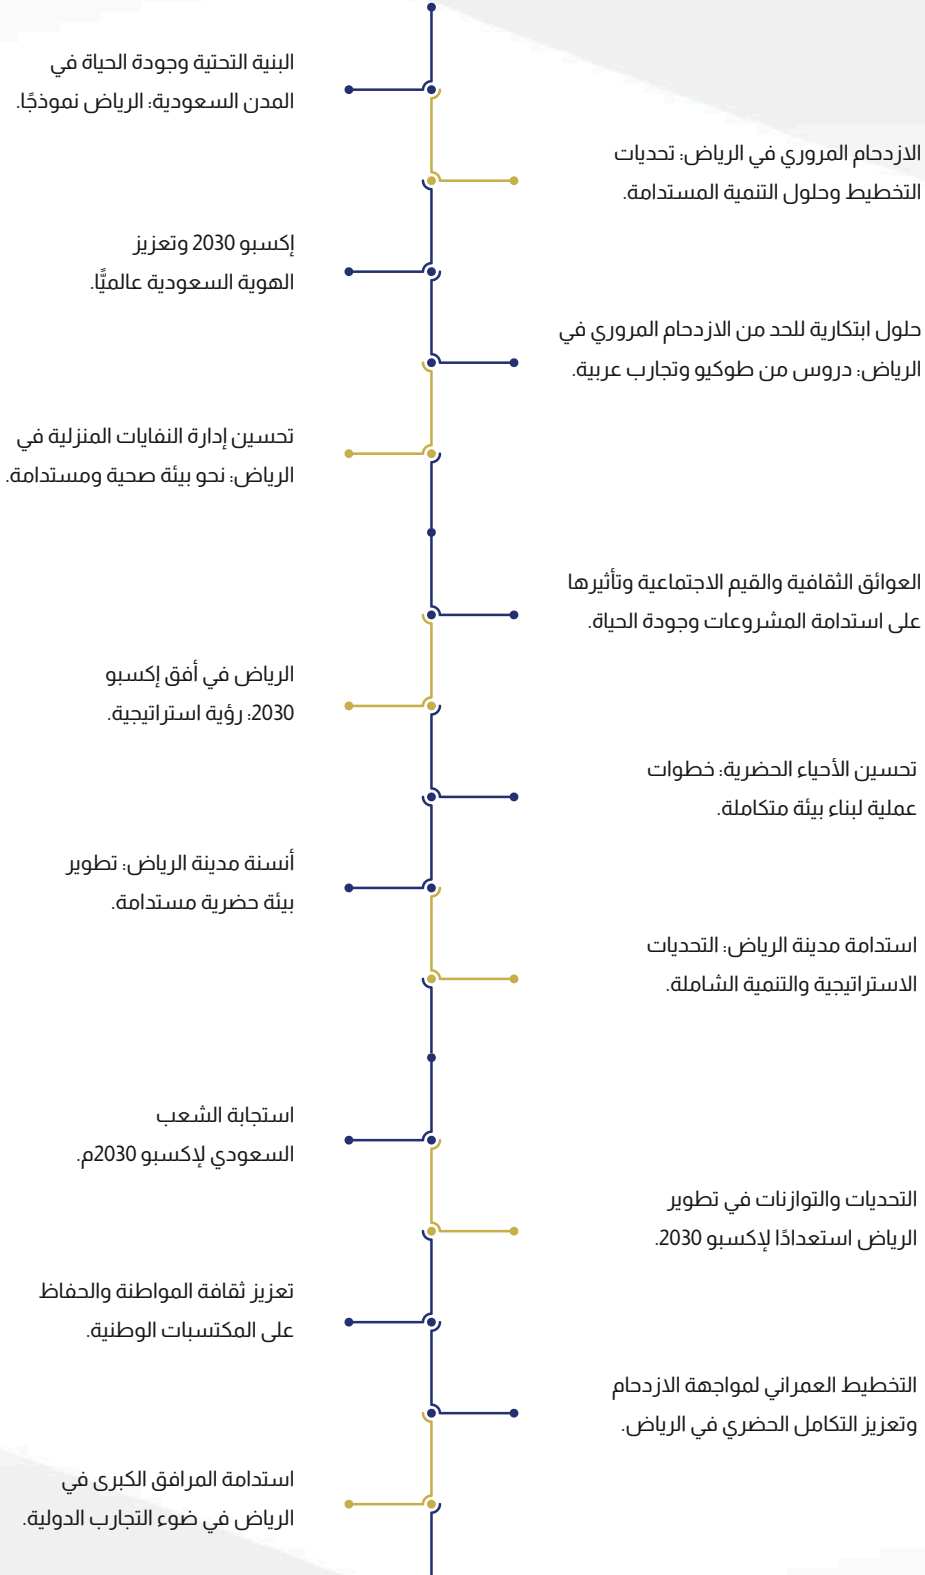 البنية التحتية وجودة الحياة في
المدن السعودية: الرياض نموذجًا.
الازدحام المروري في الرياض: تحديات
التخطيط وحلول التنمية المستدامة.
إكسبو 2030 وتعزيز
الهوية السعودية عالميًّا.
حلول ابتكارية للحد من الازدحام المروري في
الرياض: دروس من طوكيو وتجارب عربية.
تحسين إدارة النفايات المنزلية في
الرياض: نحو بيئة صحية ومستدامة.
العوائق الثقافية والقيم الاجتماعية وتأثيرها
على استدامة المشروعات وجودة الحياة.
الرياض في أفق إكسبو
2030: رؤية استراتيجية.
تحسين الأحياء الحضرية: خطوات
عملية لبناء بيئة متكاملة.
أنسنة مدينة الرياض: تطوير
بيئة حضرية مستدامة.
استدامة مدينة الرياض: التحديات
الاستراتيجية والتنمية الشاملة.
استجابة الشعب
السعودي لإكسبو 2030م.
التحديات والتوازنات في تطوير
الرياض استعدادًا لإكسبو 2030.
تعزيز ثقافة المواطنة والحفاظ
على المكتسبات الوطنية.
التخطيط العمراني لمواجهة الازدحام
وتعزيز التكامل الحضري في الرياض.
استدامة المرافق الكبرى في
الرياض في ضوء التجارب الدولية.